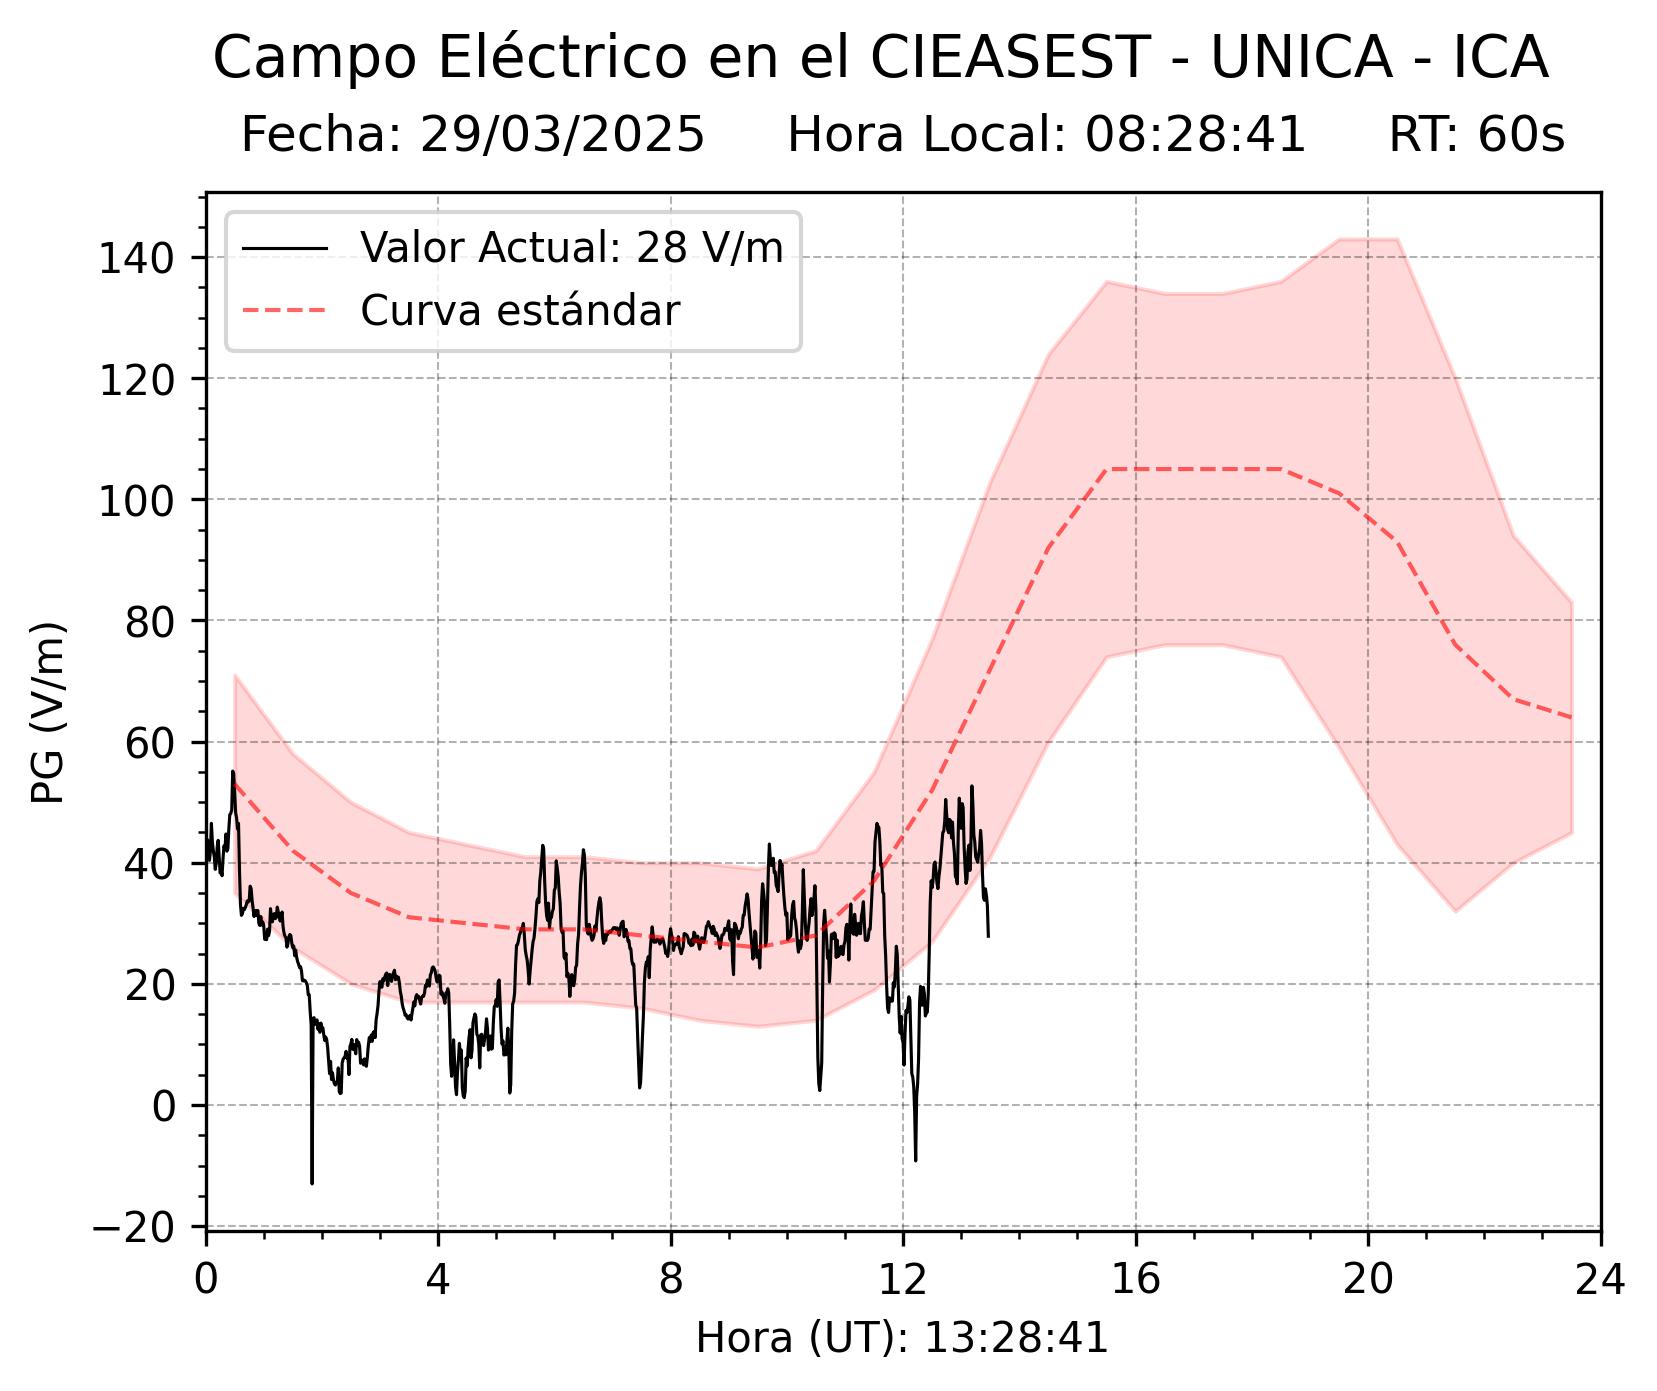 Campo Eléctrico en el CIEASEST - UNICA - ICA
Fecha: 29/03/2025 Hora Local: 08:28:41 RT: 60s
Valor Actual: 28 V/m
Curva estándar
PG (V/m)
140
120
100
80
60
40
20
0
−20
0 4 8 12 16 20 24
Hora (UT): 13:28:41